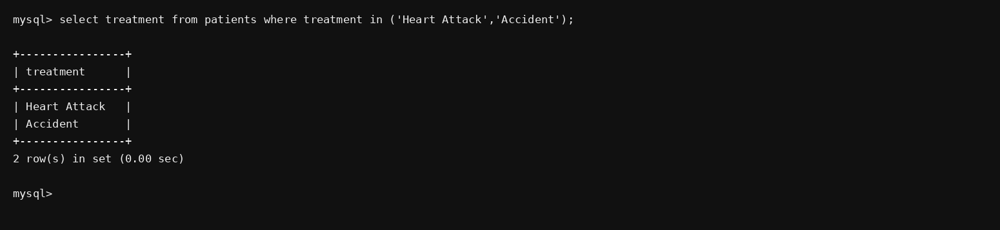 mysql> select treatment from patients where treatment in ('Heart Attack','Accident');
+----------------+
| treatment      |
+----------------+
| Heart Attack   |
| Accident       |
+----------------+
2 row(s) in set (0.00 sec)
mysql>